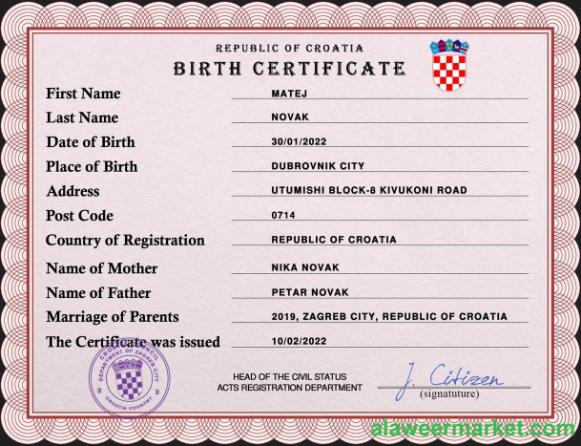 REPUBLIC OF CROATIA
BIRTH CERTIFICATE
First Name MATEJ
Last Name NOVAK
Date of Birth 30/01/2022
Place of Birth DUBROVNIK CITY
Address UTUMISHI BLOCK-8 KIVUKONI ROAD
Post Code 0714
Country of Registration REPUBLIC OF CROATIA
Name of Mother NIKA NOVAK
Name of Father PETAR NOVAK
Marriage of Parents 2019, ZAGREB CITY, REPUBLIC OF CROATIA
The Certificate was issued 10/02/2022
DEPARTMENT OF ZAGREB CITY
CROATIA COUNTRY
HEAD OF THE CIVIL STATUS
ACTS REGISTRATION DEPARTMENT
J. Citizen
(signatuture)
alaweermarket.com